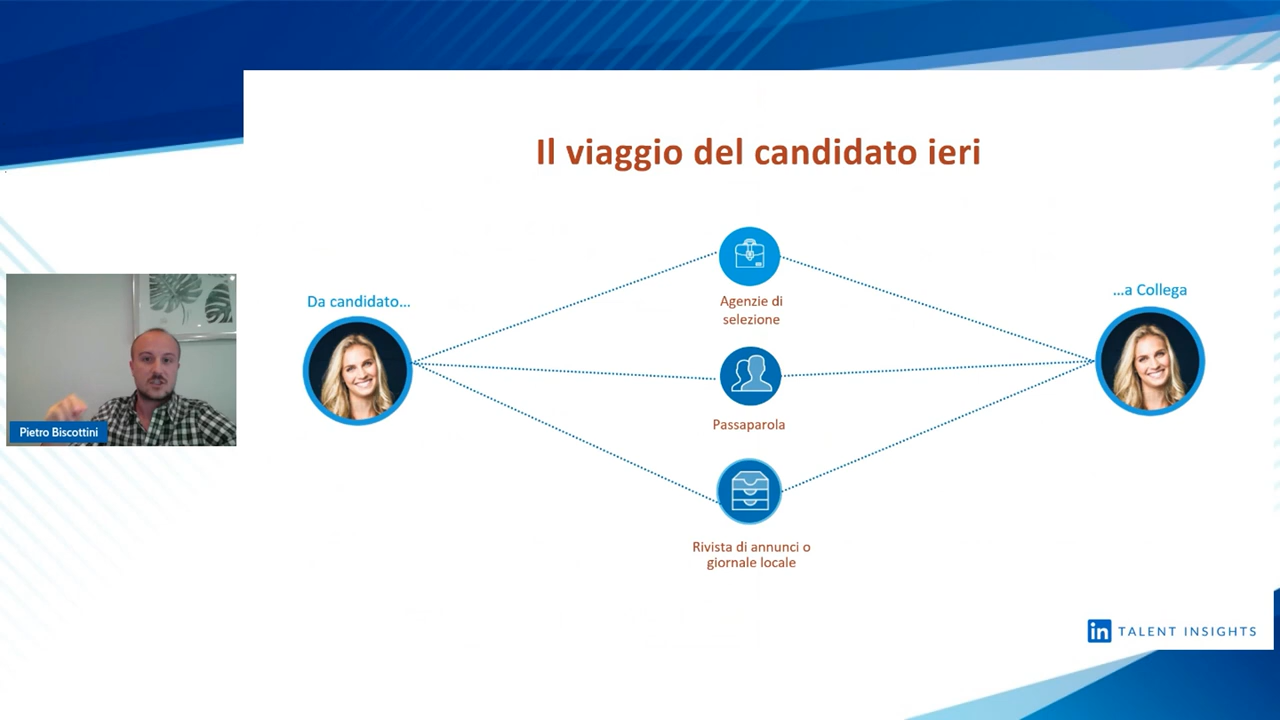 Il viaggio del candidato ieri
Da candidato...
Agenzie di
selezione
...a Collega
Passaparola
Rivista di annunci o
giornale locale
Pietro Biscottini
in TALENT INSIGHTS